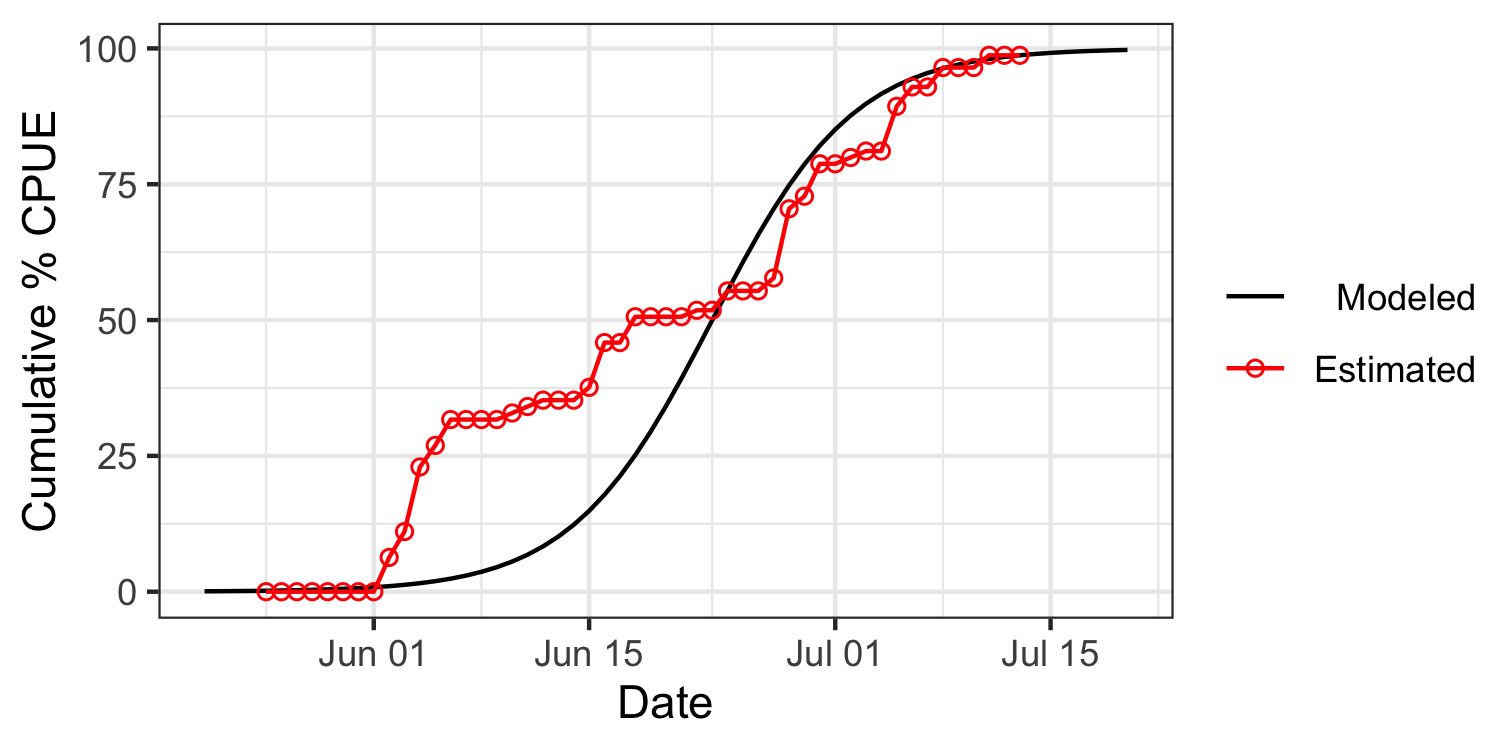 Cumulative % CPUE
100
75
50
25
0
Jun 01
Jun 15
Jul 01
Jul 15
Date
Modeled
Estimated